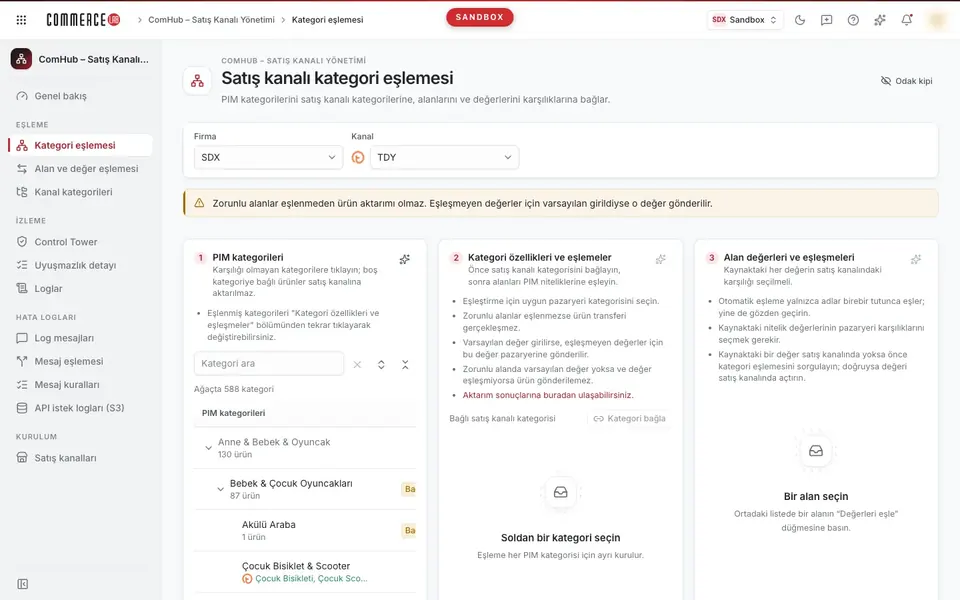 COMMERCE
ComHub – Satış Kanalı Yönetimi
Kategori eşlemesi
SANDBOX
SDX Sandbox
ComHub – Satış Kanalı...
Genel bakış
EŞLEME
Kategori eşlemesi
Alan ve değer eşlemesi
Kanal kategorileri
İZLEME
Control Tower
Uyuşmazlık detayı
Loglar
HATA LOGLARI
Log mesajları
Mesaj eşlemesi
Mesaj kuralları
API istek logları (S3)
KURULUM
Satış kanalları
COMHUB – SATIŞ KANALI YÖNETİMİ
Satış kanalı kategori eşlemesi
PIM kategorilerini satış kanalı kategorilerine, alanlarını ve değerlerini karşılıklarına bağlar.
Odak kipi
Firma
SDX
Kanal
TDY
Zorunlu alanlar eşlenmeden ürün aktarımı olmaz. Eşleşmeyen değerler için varsayılan girildiyse o değer gönderilir.
1 PIM kategorileri
Karşılığı olmayan kategorilere tıklayın; boş
kategoriye bağlı ürünler satış kanalına
aktarılmaz.
• Eşlenmiş kategorileri "Kategori özellikleri ve
eşleşmeler" bölümünden tekrar tıklayarak
değiştirebilirsiniz.
Kategori ara
Ağaçta 588 kategori
PIM kategorileri
Anne & Bebek & Oyuncak
130 ürün
Bebek & Çocuk Oyuncakları
87 ürün
Ba
Akülü Araba
1 ürün
Ba
Çocuk Bisiklet & Scooter
Çocuk Bisikleti, Çocuk Sco...
2 Kategori özellikleri ve eşlemeler
Önce satış kanalı kategorisini bağlayın,
sonra alanları PIM niteliklerine eşleyin.
• Eşleştirme için uygun pazaryeri kategorisini seçin.
• Zorunlu alanlar eşlenmezse ürün transferi
gerçekleşmez.
• Varsayılan değer girilirse, eşleşmeyen değerler için
bu değer pazaryerine gönderilir.
• Zorunlu alanda varsayılan değer yoksa ve değer
eşleşmiyorsa ürün gönderilemez.
• Aktarım sonuçlarına buradan ulaşabilirsiniz.
Bağlı satış kanalı kategorisi
Kategori bağla
Soldan bir kategori seçin
Eşleme her PIM kategorisi için ayrı kurulur.
3 Alan değerleri ve eşleşmeleri
Kaynaktaki her değerin satış kanalındaki
karşılığı seçilmeli.
• Otomatik eşleme yalnızca adlar birebir tutunca eşler;
yine de gözden geçirin.
• Kaynaktaki nitelik değerlerinin pazaryeri karşılıklarını
seçmek gerekir.
• Kaynaktaki bir değer satış kanalında yoksa önce
kategori eşlemesini sorgulayın; doğruysa değeri
satış kanalında açtırın.
Bir alan seçin
Ortadaki listede bir alanın "Değerleri eşle"
düğmesine basın.